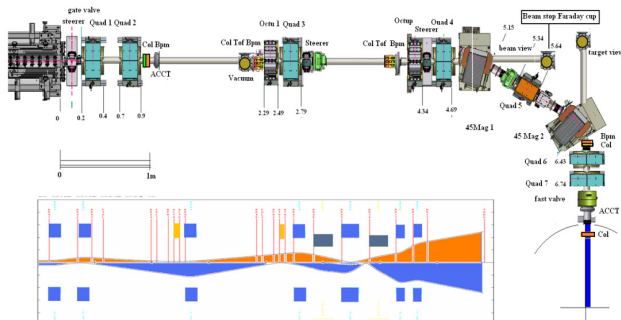 gate valve
steerer
Quad 1 Quad 2
Col Bpm
ACCT
Vacuum
Col Tof Bpm
Octu 1
Quad 3
Steerer
Col Tof Bpm
Octup
Steerer
Quad 4
5.15
beam view
Beam stop Faraday cup
5.34
5.64
target view
0
0.2
0.4
0.7
0.9
2.29
2.49
2.79
4.34
4.69
45Mag 1
Quad 5
45 Mag 2
Bpm
Col
Quad 6
6.43
Quad 7
6.74
fast valve
ACCT
Col
0
1m